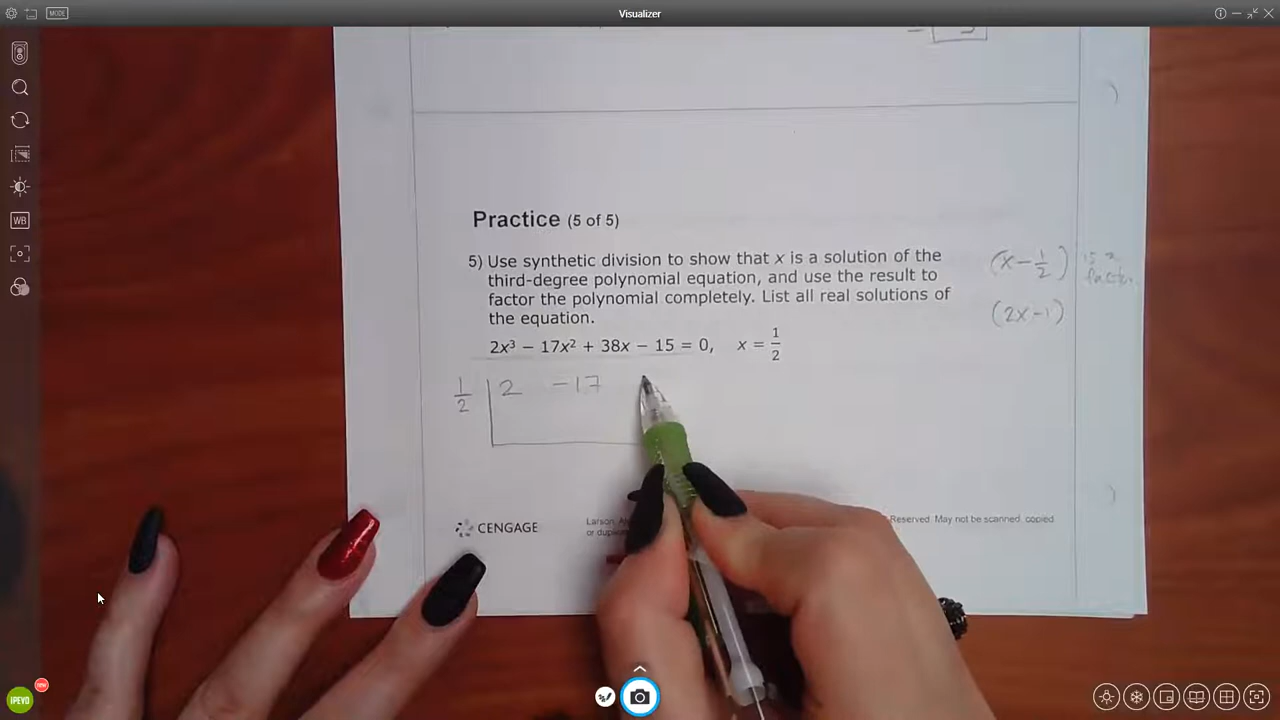 MODE
Visualizer
Practice (5 of 5)
5) Use synthetic division to show that x is a solution of the
third-degree polynomial equation, and use the result to
factor the polynomial completely. List all real solutions of
the equation.
2x³ − 17x² + 38x − 15 = 0, x = 1/2
(x − 1/2) is a
factor
(2x − 1)
1/2 2 −17
CENGAGE
Reserved. May not be scanned, copied
WB
IPEVO